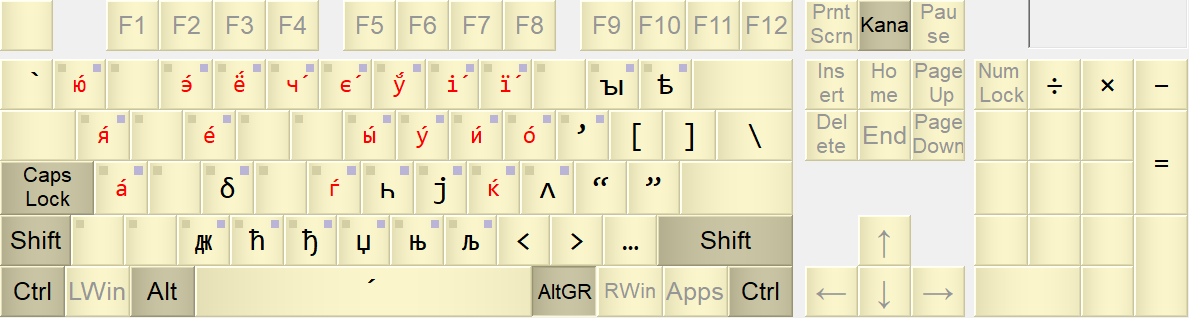 F1 F2 F3 F4 F5 F6 F7 F8 F9 F10 F11 F12 Prnt Scrn Kana Pau se
` ю́ э́ ё́ ч́ є́ ў́ і́ ї́ ꙑ ѣ Ins ert Ho me Page Up Num Lock ÷ × −
я́ е́ ы́ у́ и́ о́ ʼ [ ] \ Del ete End Page Down
Caps Lock а́ δ ѓ һ ј ќ ʌ “ ” =
Shift ԫ ћ ђ џ њ љ < > … Shift ↑
Ctrl LWin Alt ´ AltGR RWin Apps Ctrl ← ↓ →